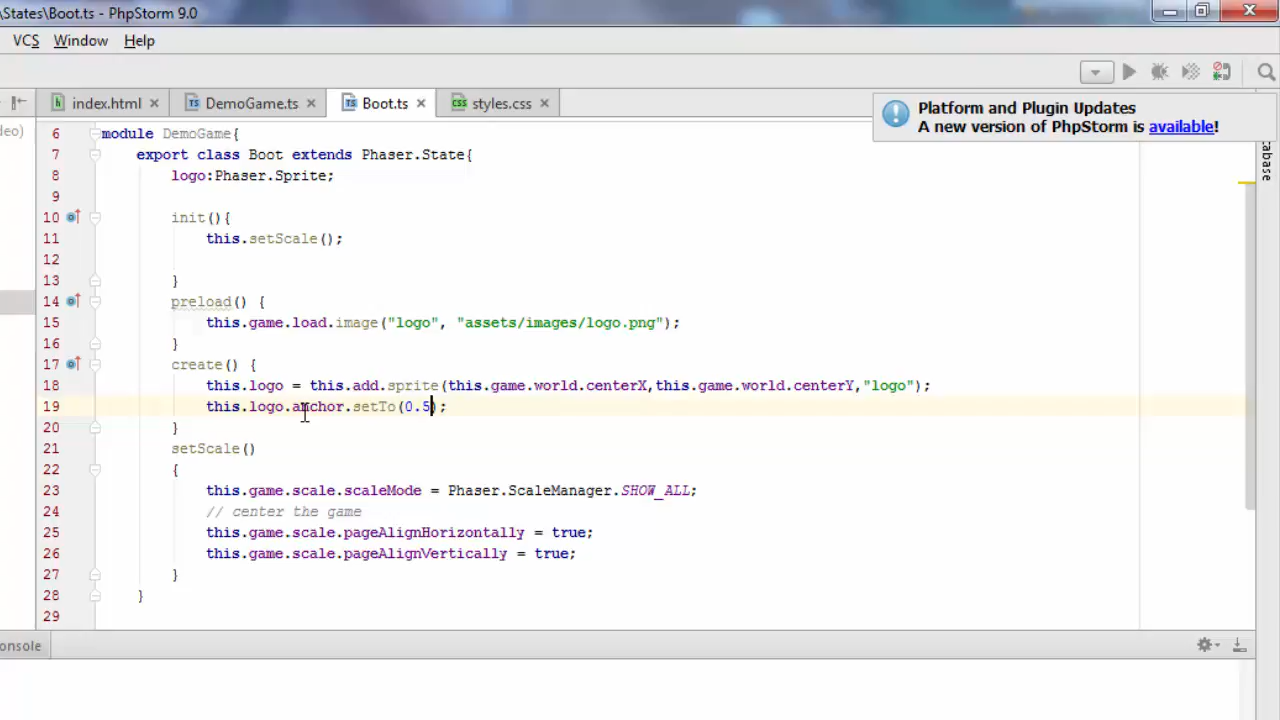 \States\Boot.ts - PhpStorm 9.0
VCS Window Help
index.html DemoGame.ts Boot.ts styles.css
Platform and Plugin Updates
A new version of PhpStorm is available!
deo)
abase
6 module DemoGame{
7 export class Boot extends Phaser.State{
8 logo:Phaser.Sprite;
9
10 init(){
11 this.setScale();
12
13 }
14 preload() {
15 this.game.load.image("logo", "assets/images/logo.png");
16 }
17 create() {
18 this.logo = this.add.sprite(this.game.world.centerX,this.game.world.centerY,"logo");
19 this.logo.anchor.setTo(0.5);
20 }
21 setScale()
22 {
23 this.game.scale.scaleMode = Phaser.ScaleManager.SHOW_ALL;
24 // center the game
25 this.game.scale.pageAlignHorizontally = true;
26 this.game.scale.pageAlignVertically = true;
27 }
28 }
29
onsole